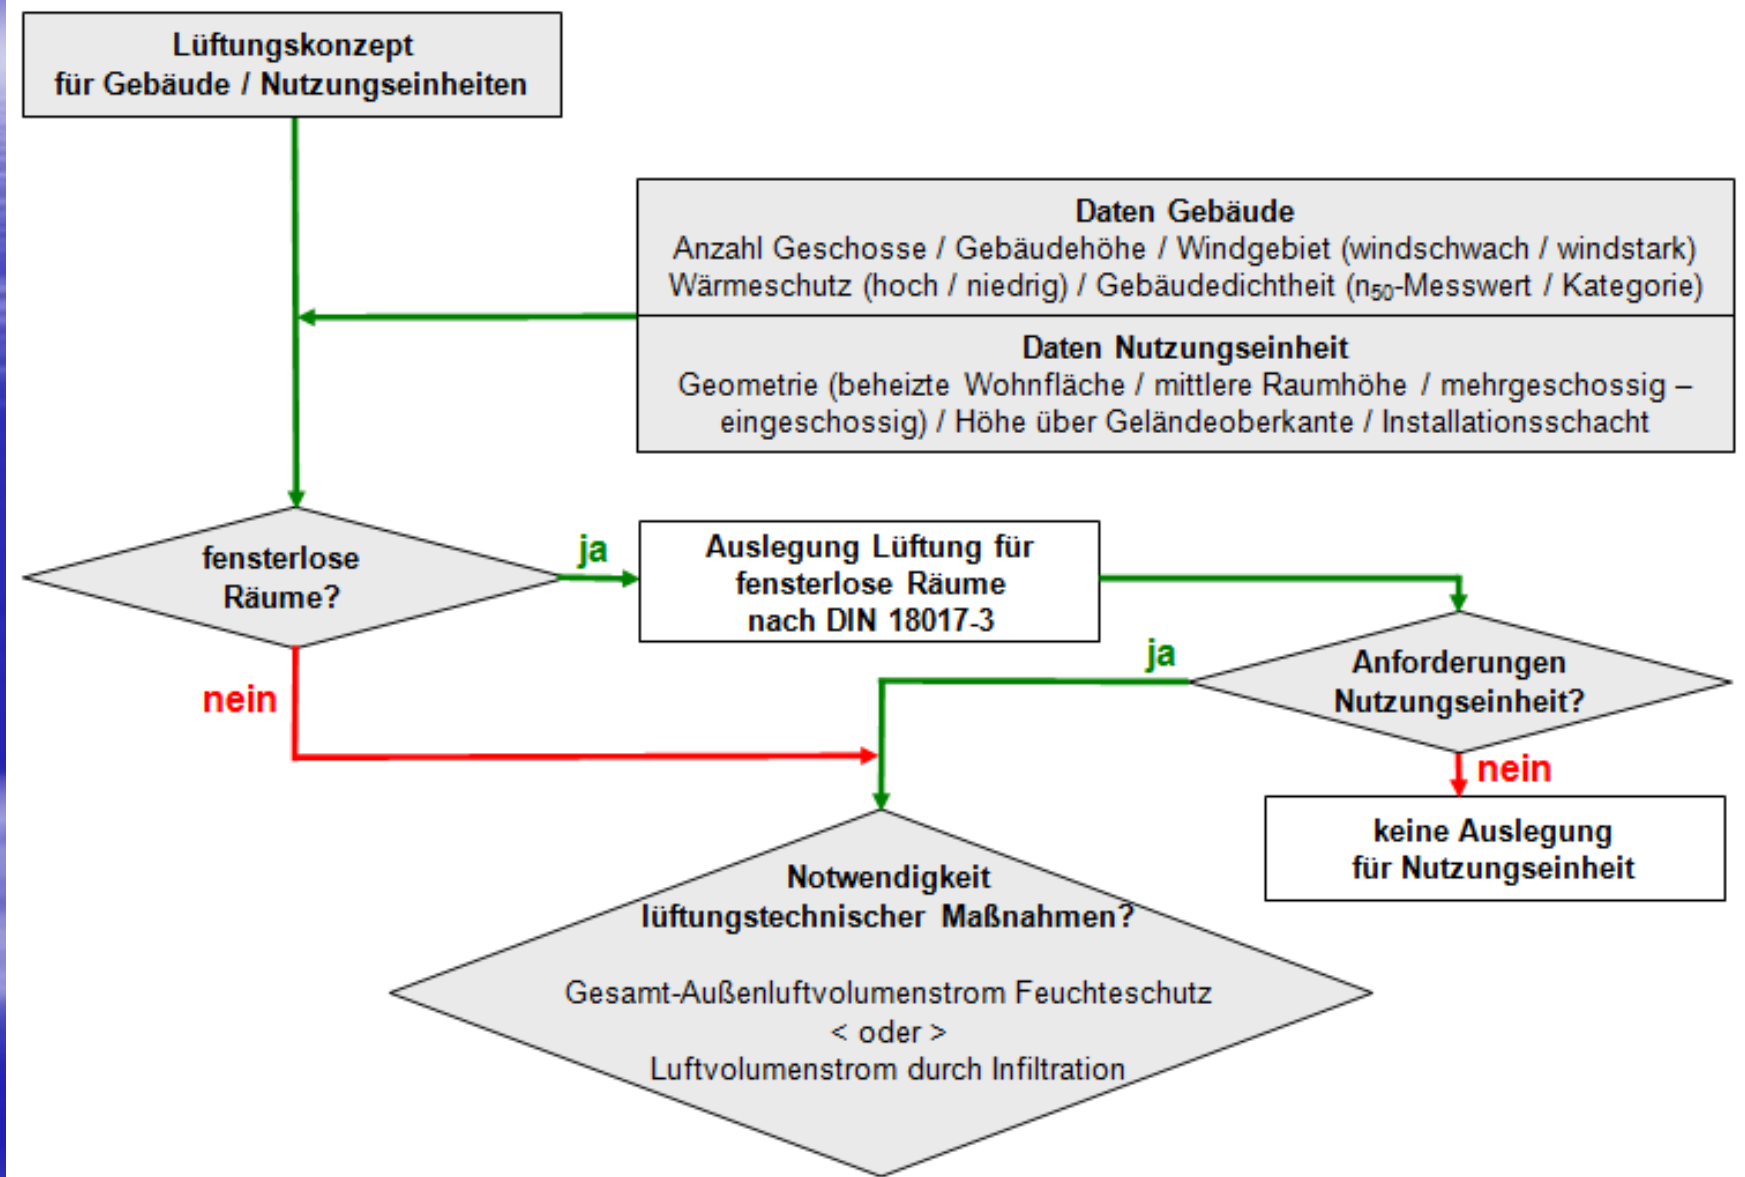 Lüftungskonzept
für Gebäude / Nutzungseinheiten
Daten Gebäude
Anzahl Geschosse / Gebäudehöhe / Windgebiet (windschwach / windstark)
Wärmeschutz (hoch / niedrig) / Gebäudedichtheit (n₅₀-Messwert / Kategorie)
Daten Nutzungseinheit
Geometrie (beheizte Wohnfläche / mittlere Raumhöhe / mehrgeschossig –
eingeschossig) / Höhe über Geländeoberkante / Installationsschacht
fensterlose
Räume?
ja
Auslegung Lüftung für
fensterlose Räume
nach DIN 18017-3
nein
ja
Anforderungen
Nutzungseinheit?
nein
keine Auslegung
für Nutzungseinheit
Notwendigkeit
lüftungstechnischer Maßnahmen?
Gesamt-Außenluftvolumenstrom Feuchteschutz
< oder >
Luftvolumenstrom durch Infiltration